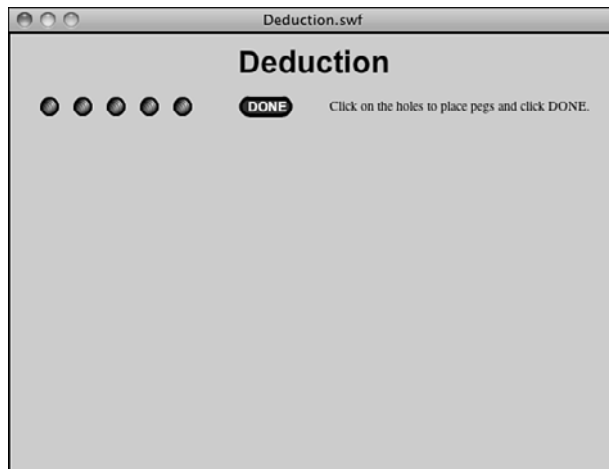 Deduction.swf
Deduction
DONE Click on the holes to place pegs and click DONE.